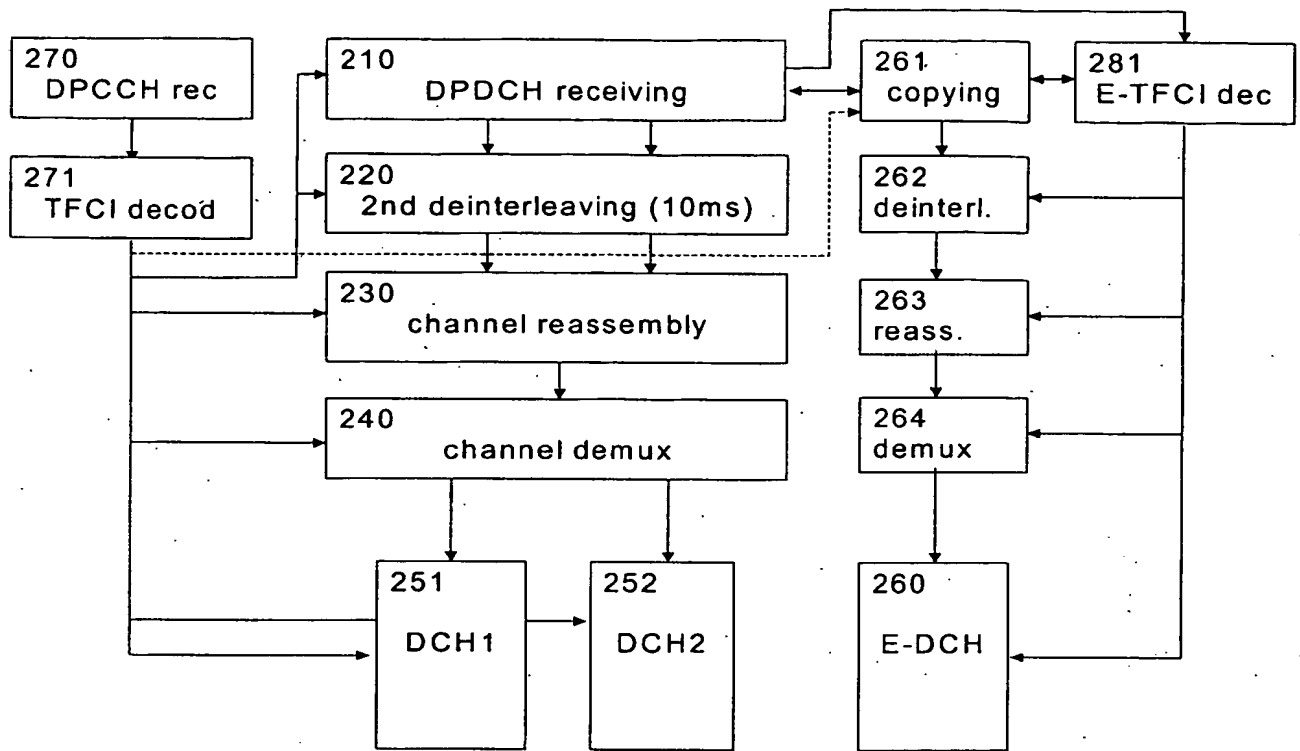 270
DPCCH rec
210
DPDCH receiving
261
copying
281
E-TFCI dec
271
TFCI decod
220
2nd deinterleaving (10ms)
262
deinterl.
230
channel reassembly
263
reass.
240
channel demux
264
demux
251
DCH1
252
DCH2
260
E-DCH